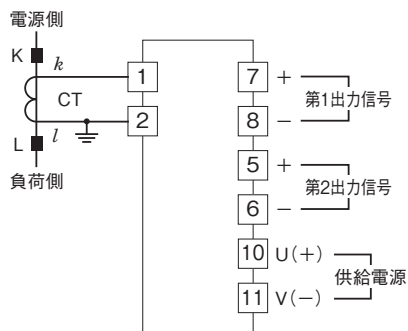 電源側
K
k
CT
l
L
負荷側
1
2
7 +
8 −
第1出力信号
5 +
6 −
第2出力信号
10 U(+)
11 V(−)
供給電源